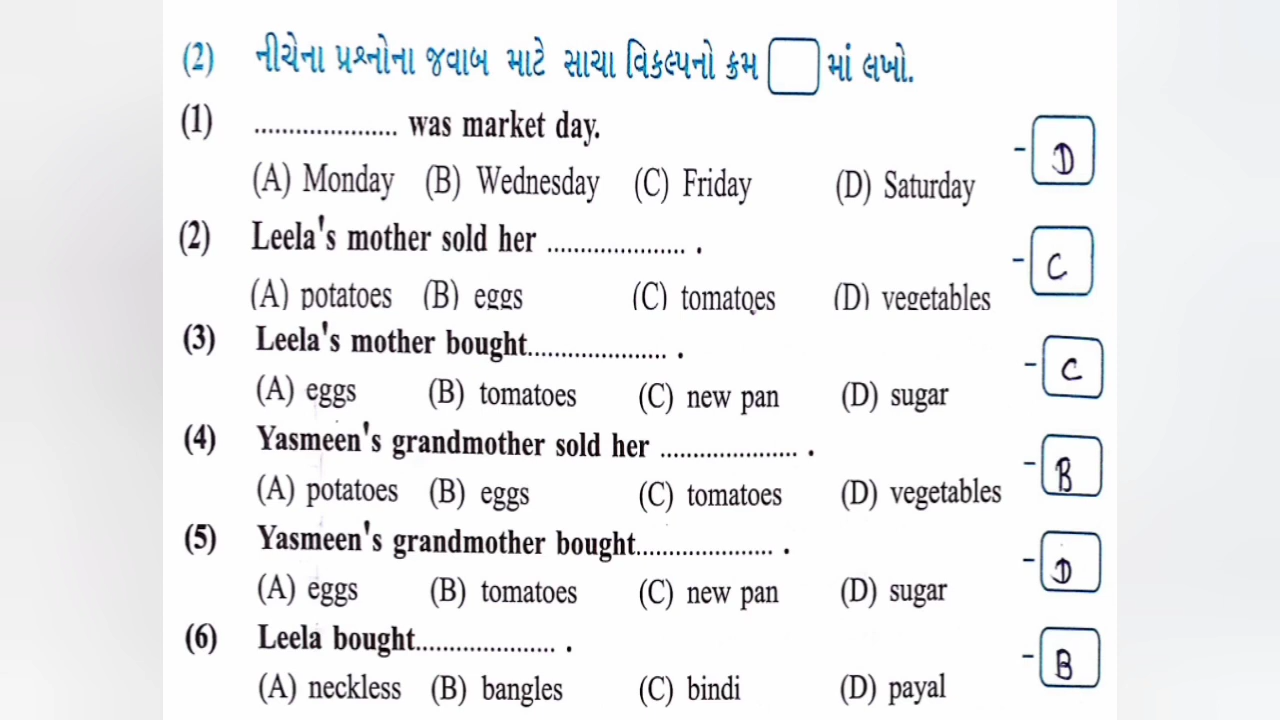 (2) નીચેના પ્રશ્નોના જવાબ માટે સાચા વિકલ્પનો ક્રમ માં લખો.
(1) ..................... was market day. - D
(A) Monday (B) Wednesday (C) Friday (D) Saturday
(2) Leela's mother sold her ..................... . - C
(A) potatoes (B) eggs (C) tomatoes (D) vegetables
(3) Leela's mother bought..................... . - C
(A) eggs (B) tomatoes (C) new pan (D) sugar
(4) Yasmeen's grandmother sold her ..................... . - B
(A) potatoes (B) eggs (C) tomatoes (D) vegetables
(5) Yasmeen's grandmother bought..................... . - D
(A) eggs (B) tomatoes (C) new pan (D) sugar
(6) Leela bought..................... . - B
(A) neckless (B) bangles (C) bindi (D) payal